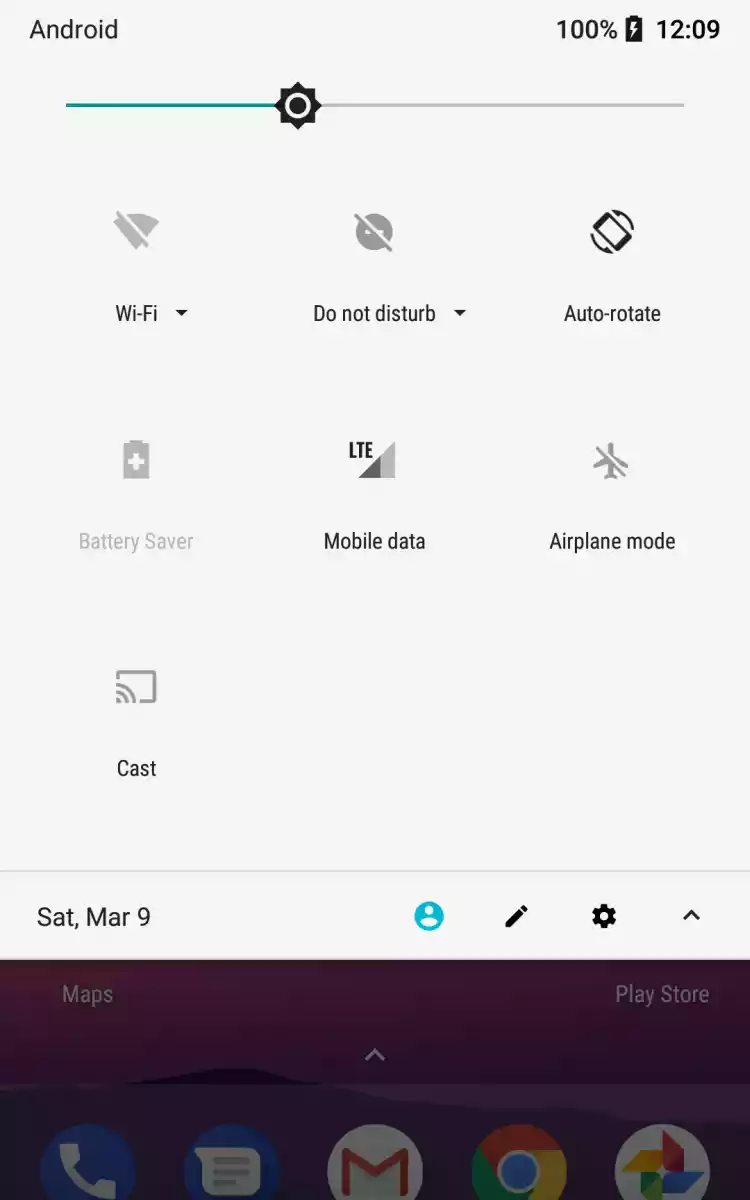 Android 100% 12:09
Wi-Fi Do not disturb Auto-rotate
LTE
Battery Saver Mobile data Airplane mode
Cast
Sat, Mar 9
Maps Play Store